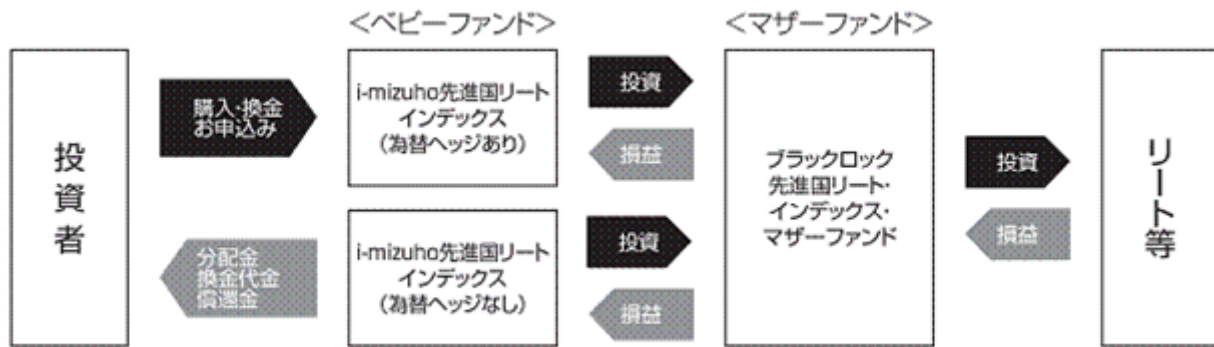 <ベビーファンド>
<マザーファンド>
投資者
購入・換金
お申込み
分配金
換金代金
償還金
i-mizuho先進国リート
インデックス
(為替ヘッジあり)
i-mizuho先進国リート
インデックス
(為替ヘッジなし)
投資
損益
投資
損益
ブラックロック
先進国リート・
インデックス・
マザーファンド
投資
損益
リート等